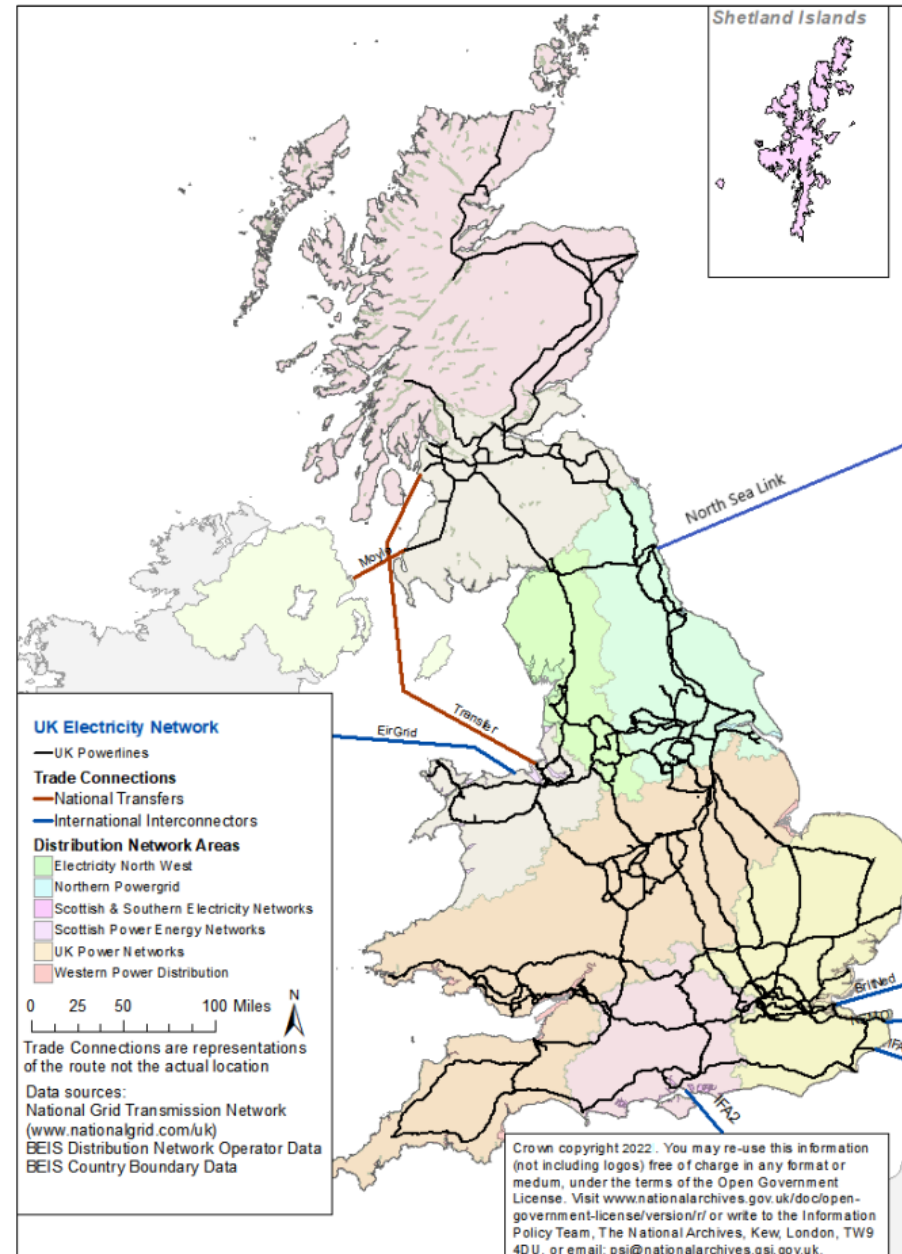 Shetland Islands
North Sea Link
Moyle
Transfer
EirGrid
BritNed
IFA
IFA2
UK Electricity Network
UK Powerlines
Trade Connections
National Transfers
International Interconnectors
Distribution Network Areas
Electricity North West
Northern Powergrid
Scottish & Southern Electricity Networks
Scottish Power Energy Networks
UK Power Networks
Western Power Distribution
0 25 50 100 Miles
N
Trade Connections are representations
of the route not the actual location
Data sources:
National Grid Transmission Network
(www.nationalgrid.com/uk)
BEIS Distribution Network Operator Data
BEIS Country Boundary Data
Crown copyright 2022. You may re-use this information
(not including logos) free of charge in any format or
medum, under the terms of the Open Government
License. Visit www.nationalarchives.gov.uk/doc/open-
government-license/version/r/ or write to the Information
Policy Team, The National Archives, Kew, London, TW9
4DU, or email: psi@nationalarchives.gsi.gov.uk.